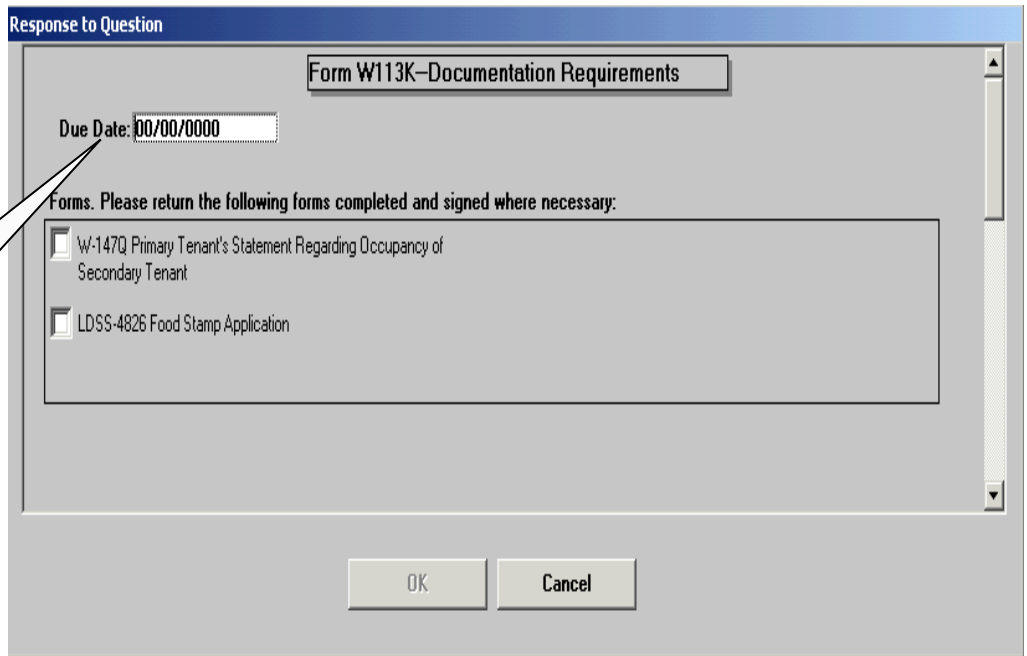 Response to Question
Form W113K–Documentation Requirements
Due Date: 00/00/0000
Forms. Please return the following forms completed and signed where necessary:
W-147Q Primary Tenant's Statement Regarding Occupancy of
Secondary Tenant
LDSS-4826 Food Stamp Application
OK
Cancel